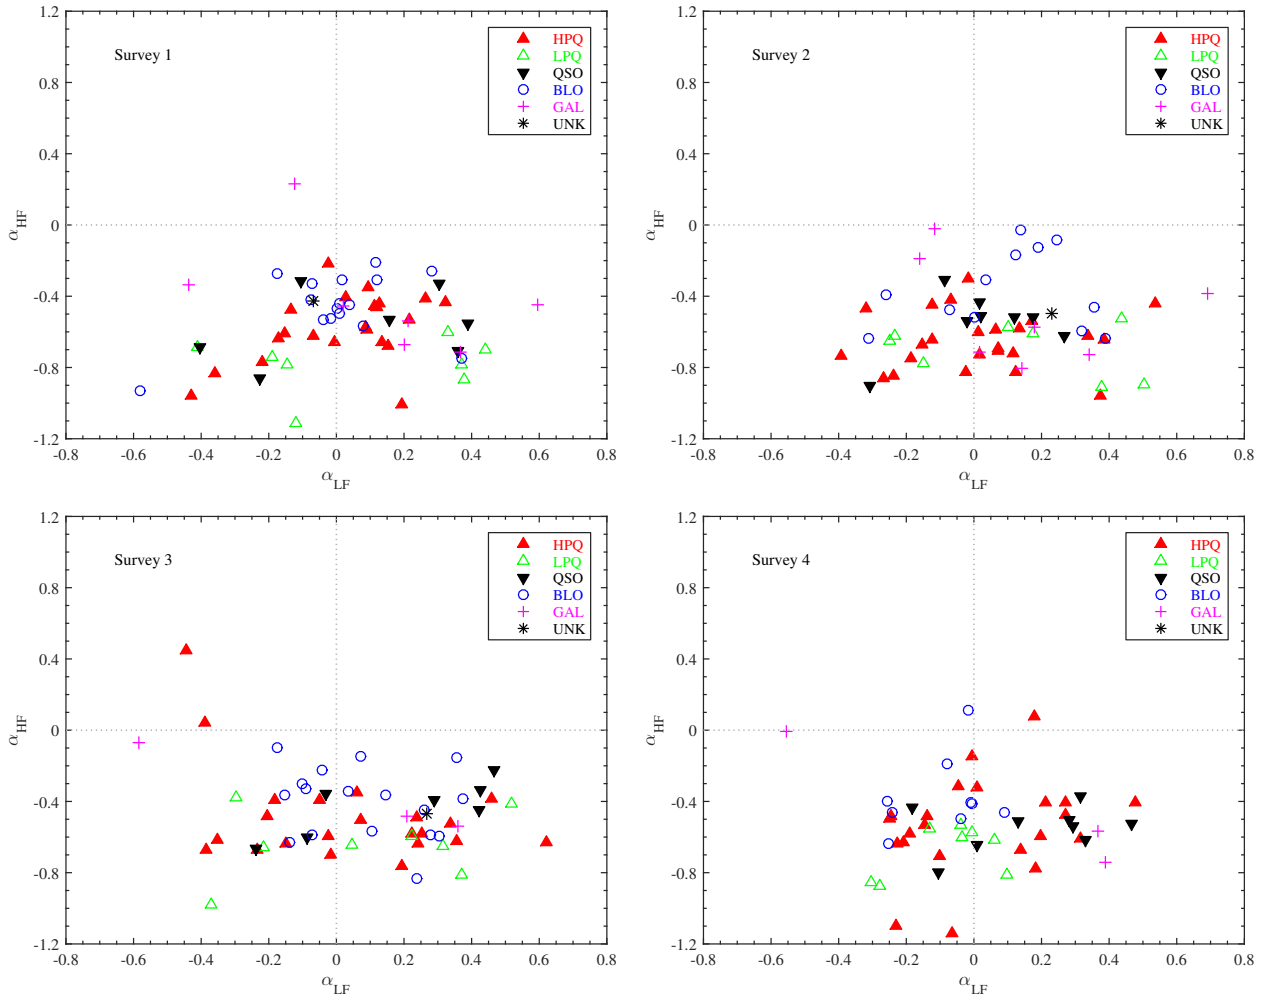 1.2
0.8
0.4
0
-0.4
-0.8
-1.2
α_HF
Survey 1
HPQ
LPQ
QSO
BLO
GAL
UNK
-0.8 -0.6 -0.4 -0.2 0 0.2 0.4 0.6 0.8
α_LF
1.2
0.8
0.4
0
-0.4
-0.8
-1.2
α_HF
Survey 2
HPQ
LPQ
QSO
BLO
GAL
UNK
-0.8 -0.6 -0.4 -0.2 0 0.2 0.4 0.6 0.8
α_LF
1.2
0.8
0.4
0
-0.4
-0.8
-1.2
α_HF
Survey 3
HPQ
LPQ
QSO
BLO
GAL
UNK
-0.8 -0.6 -0.4 -0.2 0 0.2 0.4 0.6 0.8
α_LF
1.2
0.8
0.4
0
-0.4
-0.8
-1.2
α_HF
Survey 4
HPQ
LPQ
QSO
BLO
GAL
UNK
-0.8 -0.6 -0.4 -0.2 0 0.2 0.4 0.6 0.8
α_LF